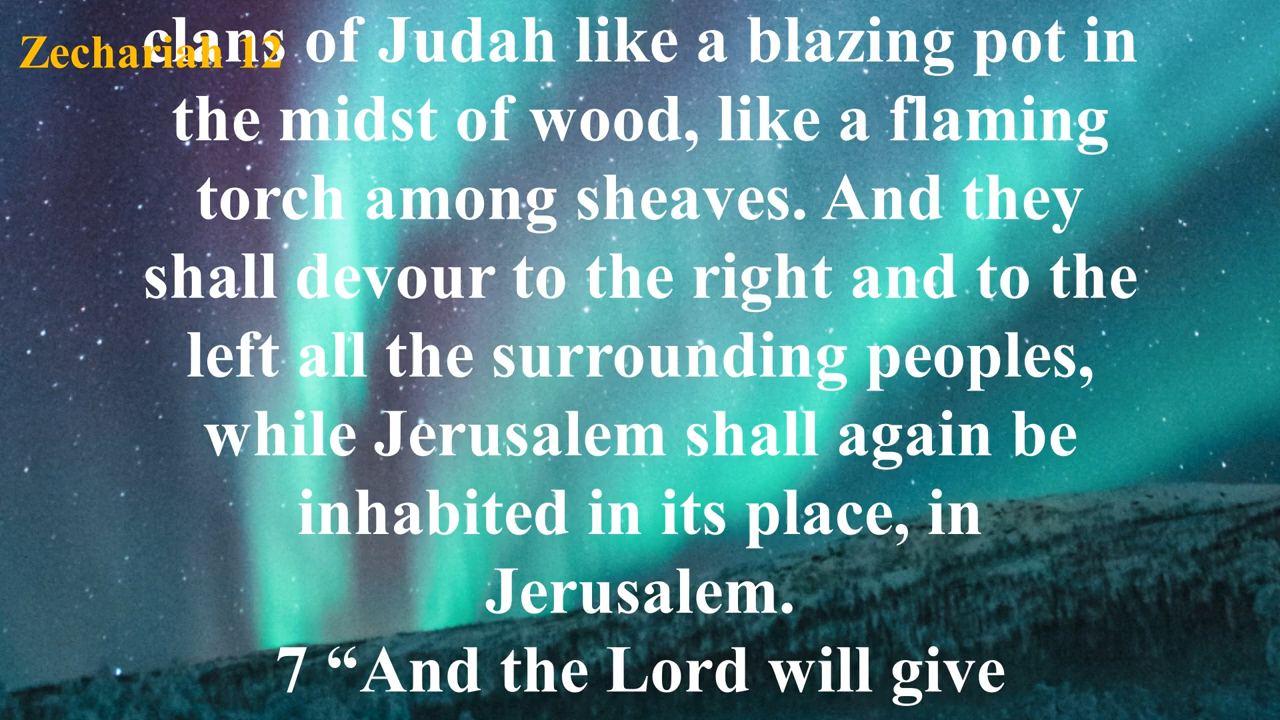 Zechariah 12
clans of Judah like a blazing pot in
the midst of wood, like a flaming
torch among sheaves. And they
shall devour to the right and to the
left all the surrounding peoples,
while Jerusalem shall again be
inhabited in its place, in
Jerusalem.
7 “And the Lord will give